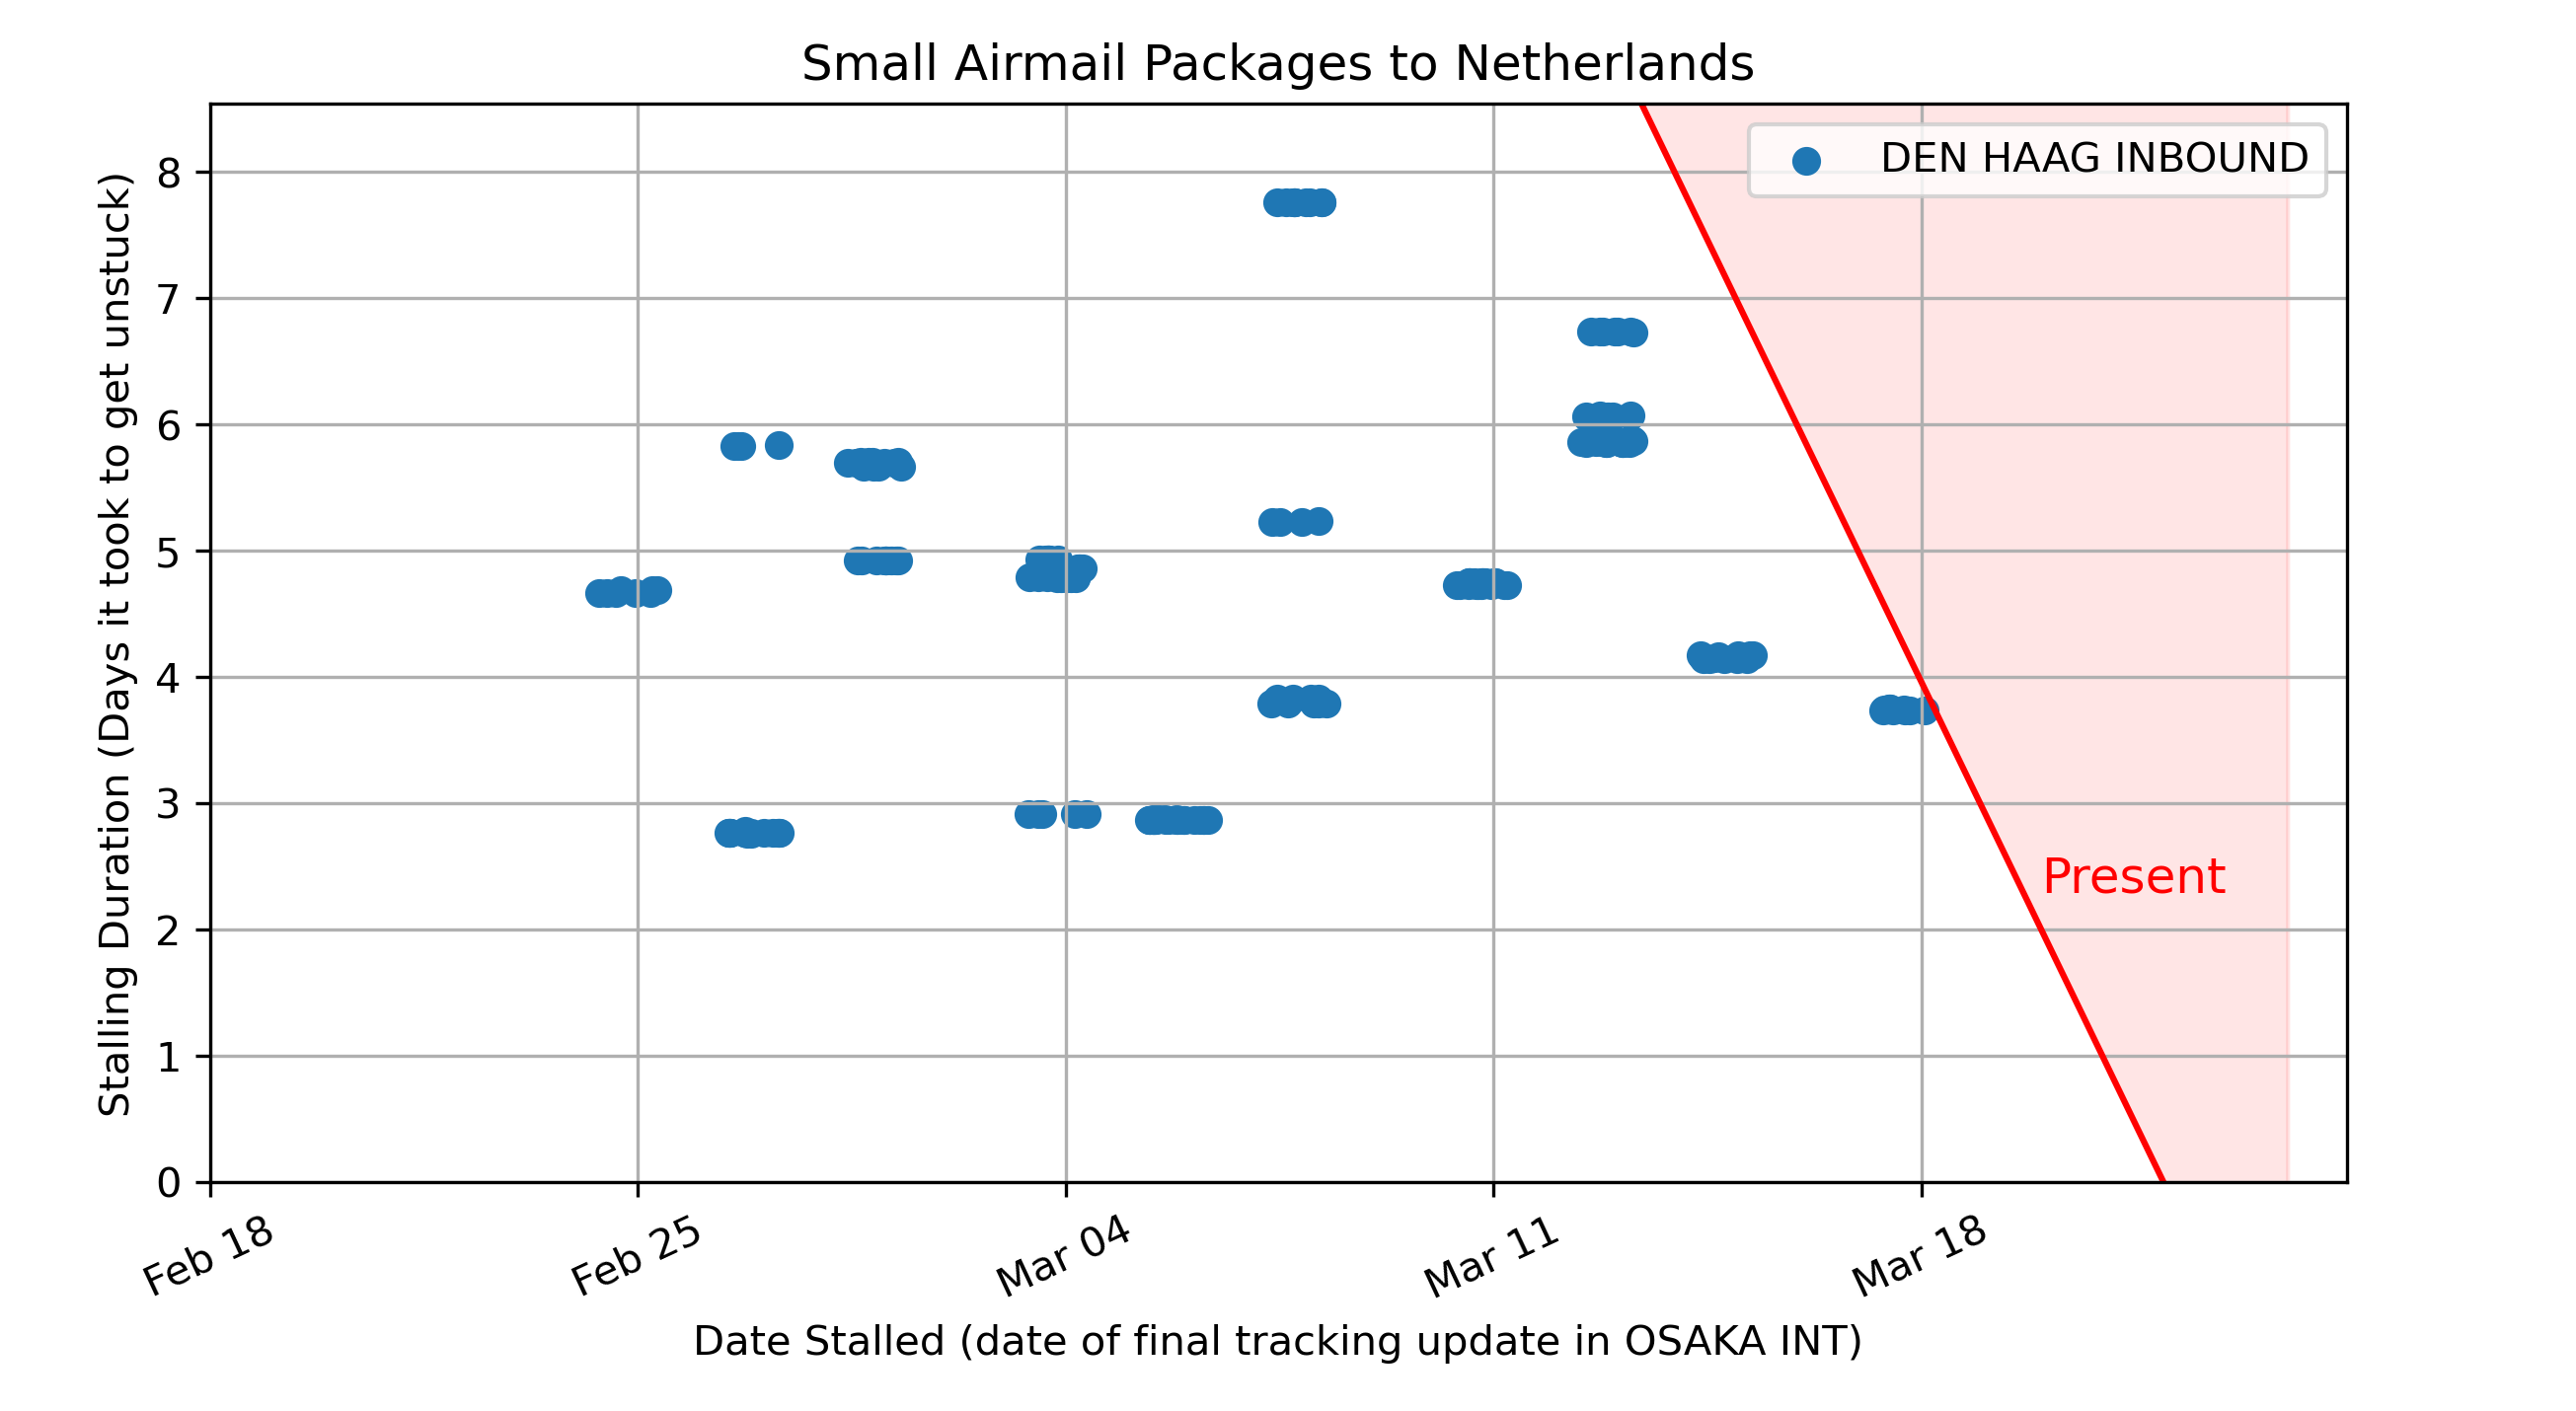 Small Airmail Packages to Netherlands
DEN HAAG INBOUND
Stalling Duration (Days it took to get unstuck)
8
7
6
5
4
3
2
1
0
Present
Feb 18
Feb 25
Mar 04
Mar 11
Mar 18
Date Stalled (date of final tracking update in OSAKA INT)